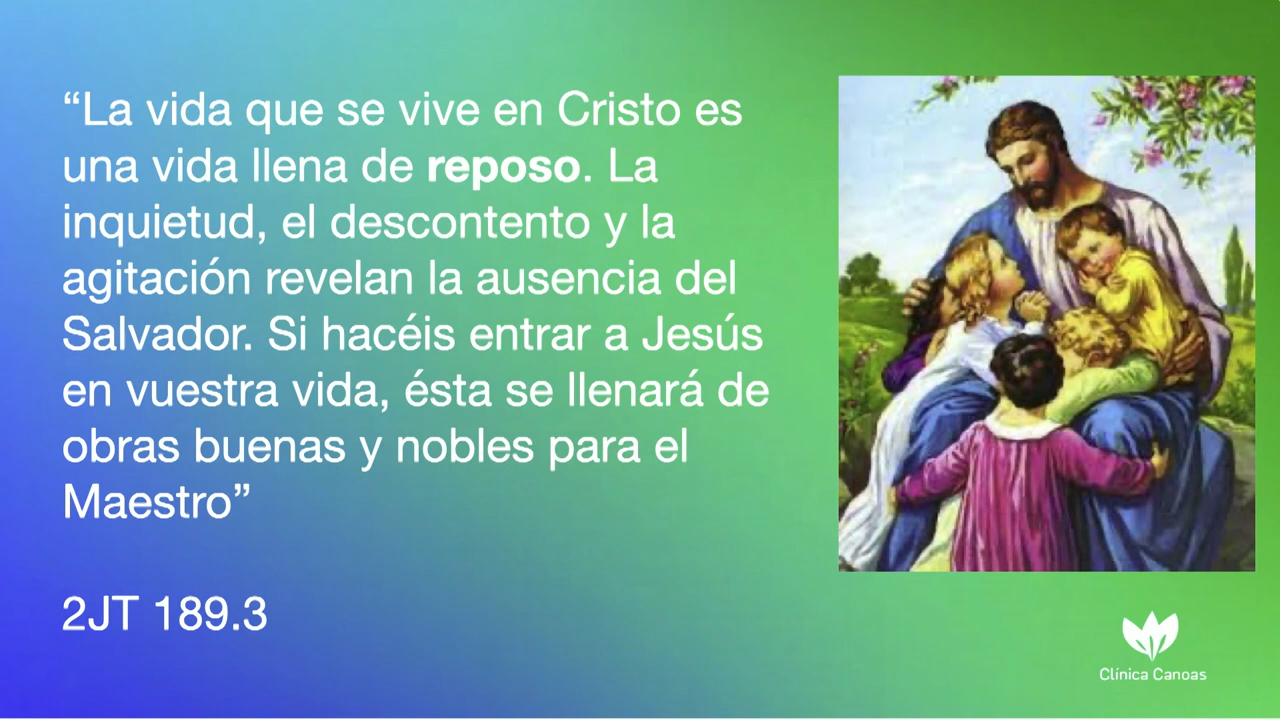 “La vida que se vive en Cristo es
una vida llena de reposo. La
inquietud, el descontento y la
agitación revelan la ausencia del
Salvador. Si hacéis entrar a Jesús
en vuestra vida, ésta se llenará de
obras buenas y nobles para el
Maestro”
2JT 189.3
Clínica Canoas